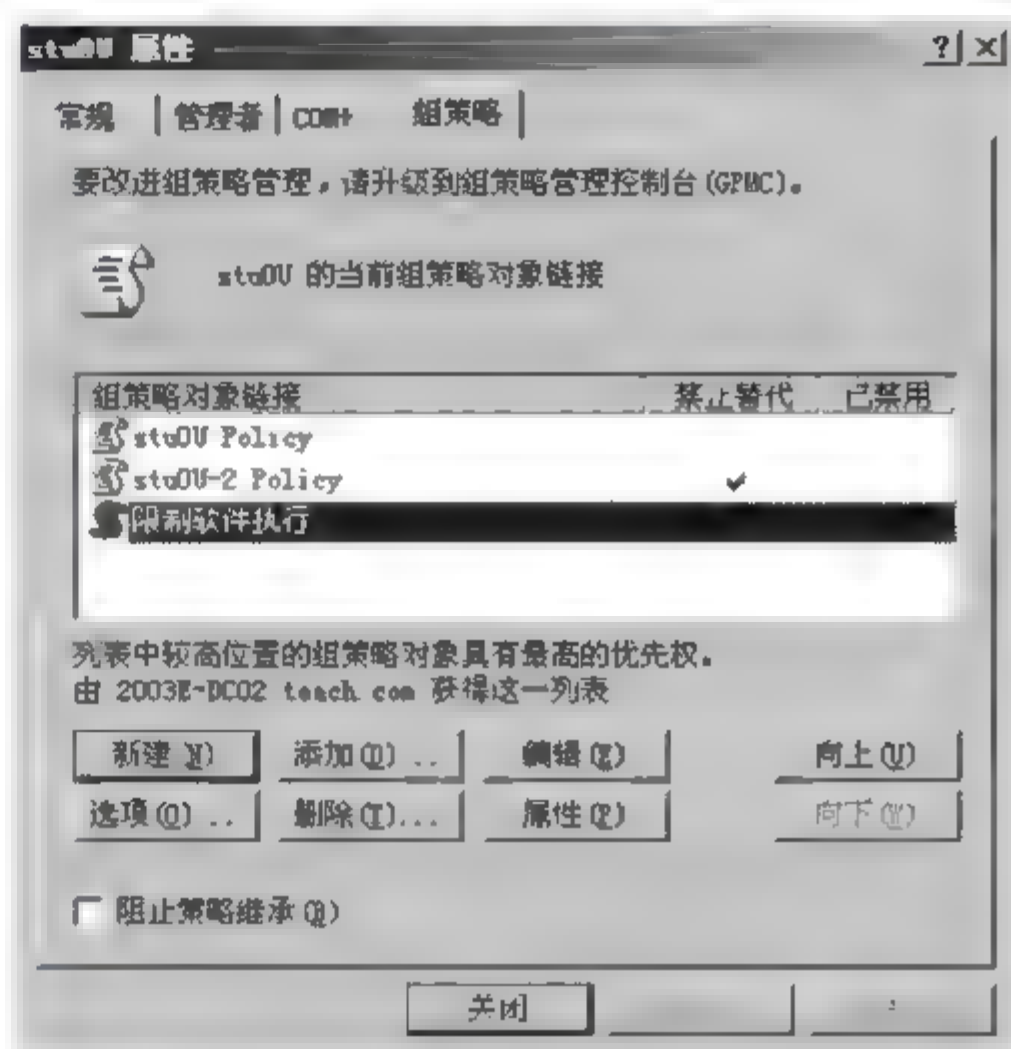 stuOU 属性
常规 管理者 COM+ 组策略
要改进组策略管理，请升级到组策略管理控制台(GPMC)。
stuOU 的当前组策略对象链接
组策略对象链接 禁止替代 已禁用
stuOU Policy
stuOU-2 Policy
限制软件执行
列表中较高位置的组策略对象具有最高的优先权。
由 2003E-DC02 teach com 获得这一列表
新建 N) 添加(D) .. 编辑(E) 向上(U)
选项(O) .. 删除(T)... 属性(P) 向下(W)
阻止策略继承(B)
关闭